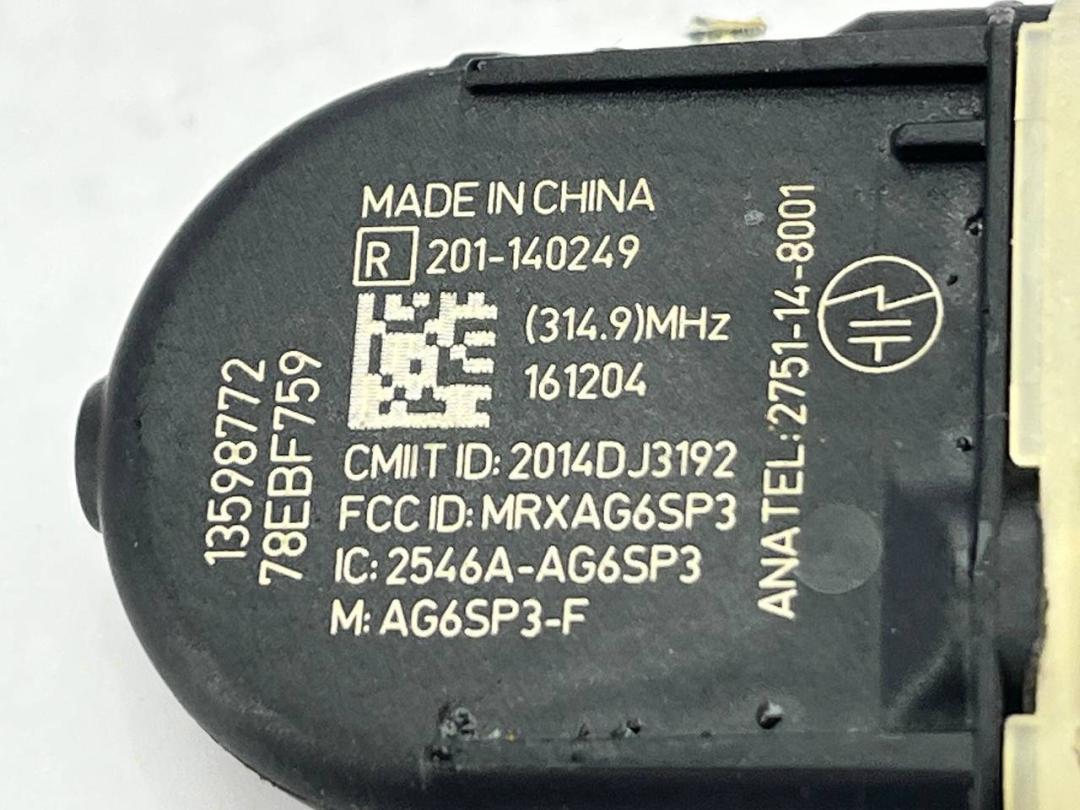 MADE IN CHINA
R 201-140249
(314.9)MHz
161204
CMIIT ID: 2014DJ3192
FCC ID: MRXAG6SP3
IC: 2546A-AG6SP3
M: AG6SP3-F
13598772
78EBF759
ANATEL: 2751-14-8001